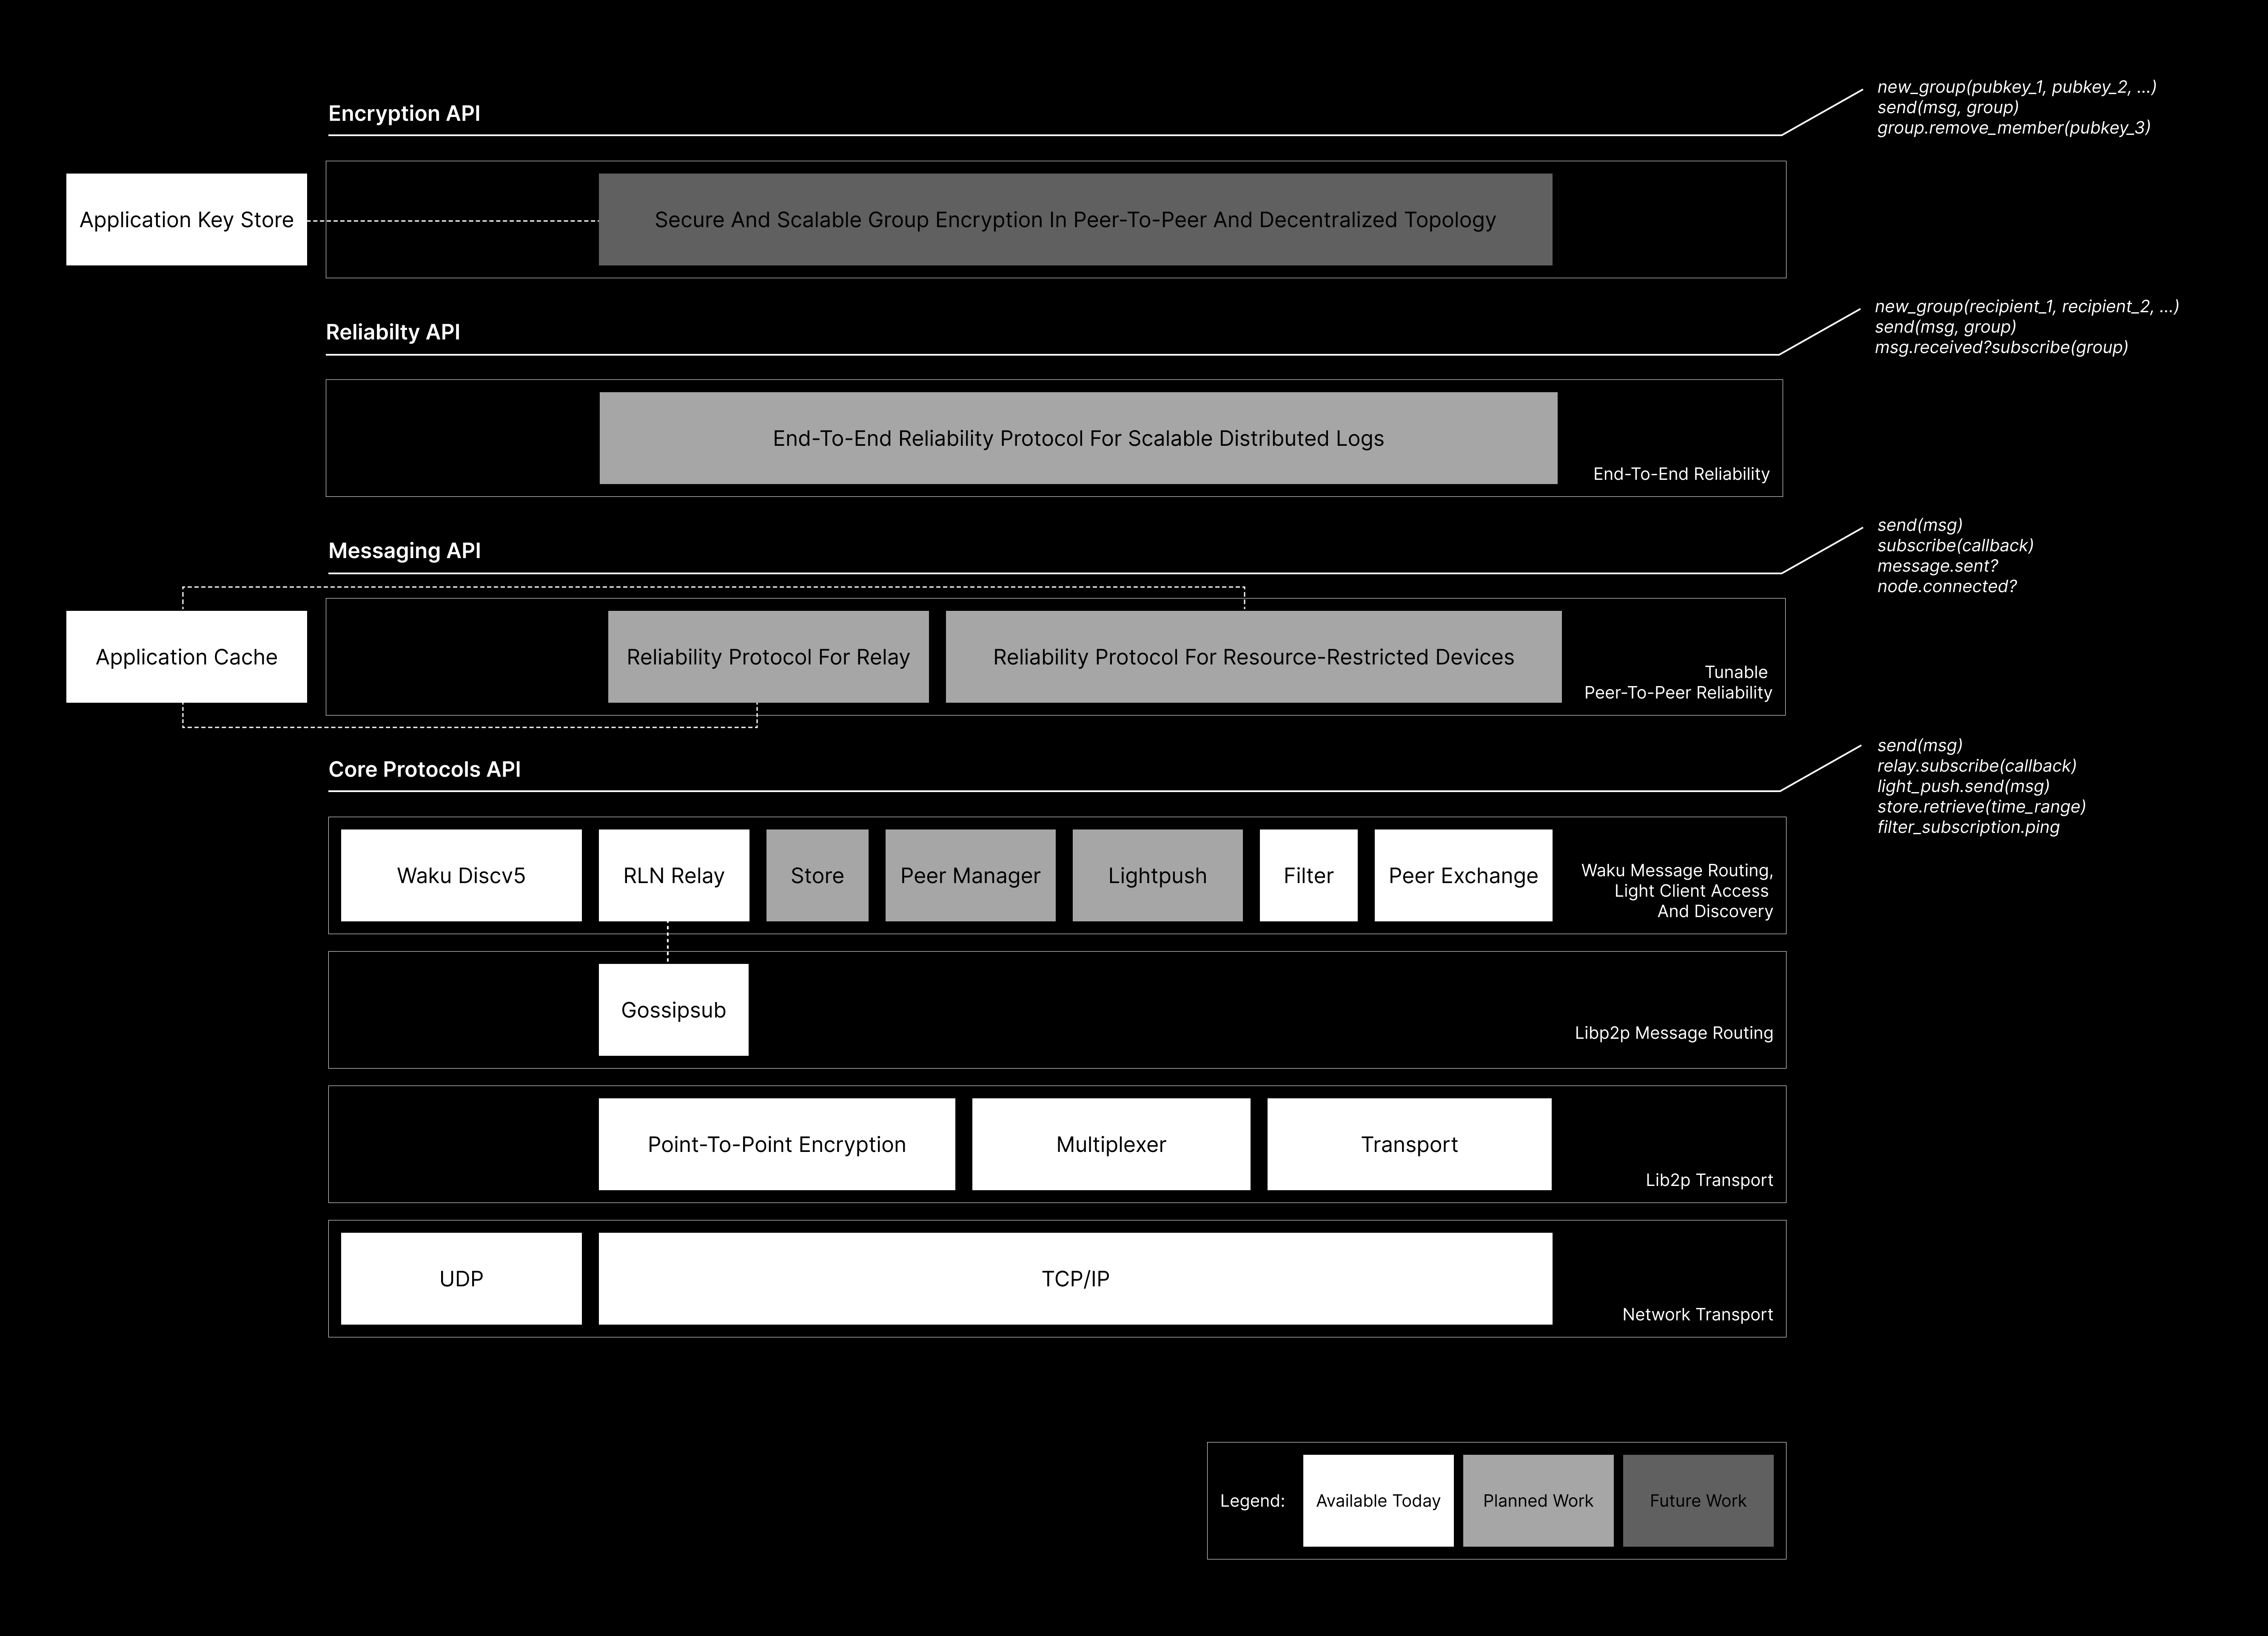 Encryption API
new_group(pubkey_1, pubkey_2, ...)
send(msg, group)
group.remove_member(pubkey_3)
Application Key Store
Secure And Scalable Group Encryption In Peer-To-Peer And Decentralized Topology
Reliabilty API
new_group(recipient_1, recipient_2, ...)
send(msg, group)
msg.received?subscribe(group)
End-To-End Reliability Protocol For Scalable Distributed Logs
End-To-End Reliability
Messaging API
send(msg)
subscribe(callback)
message.sent?
node.connected?
Application Cache
Reliability Protocol For Relay
Reliability Protocol For Resource-Restricted Devices
Tunable
Peer-To-Peer Reliability
Core Protocols API
send(msg)
relay.subscribe(callback)
light_push.send(msg)
store.retrieve(time_range)
filter_subscription.ping
Waku Discv5
RLN Relay
Store
Peer Manager
Lightpush
Filter
Peer Exchange
Waku Message Routing,
Light Client Access
And Discovery
Gossipsub
Libp2p Message Routing
Point-To-Point Encryption
Multiplexer
Transport
Lib2p Transport
UDP
TCP/IP
Network Transport
Legend:
Available Today
Planned Work
Future Work